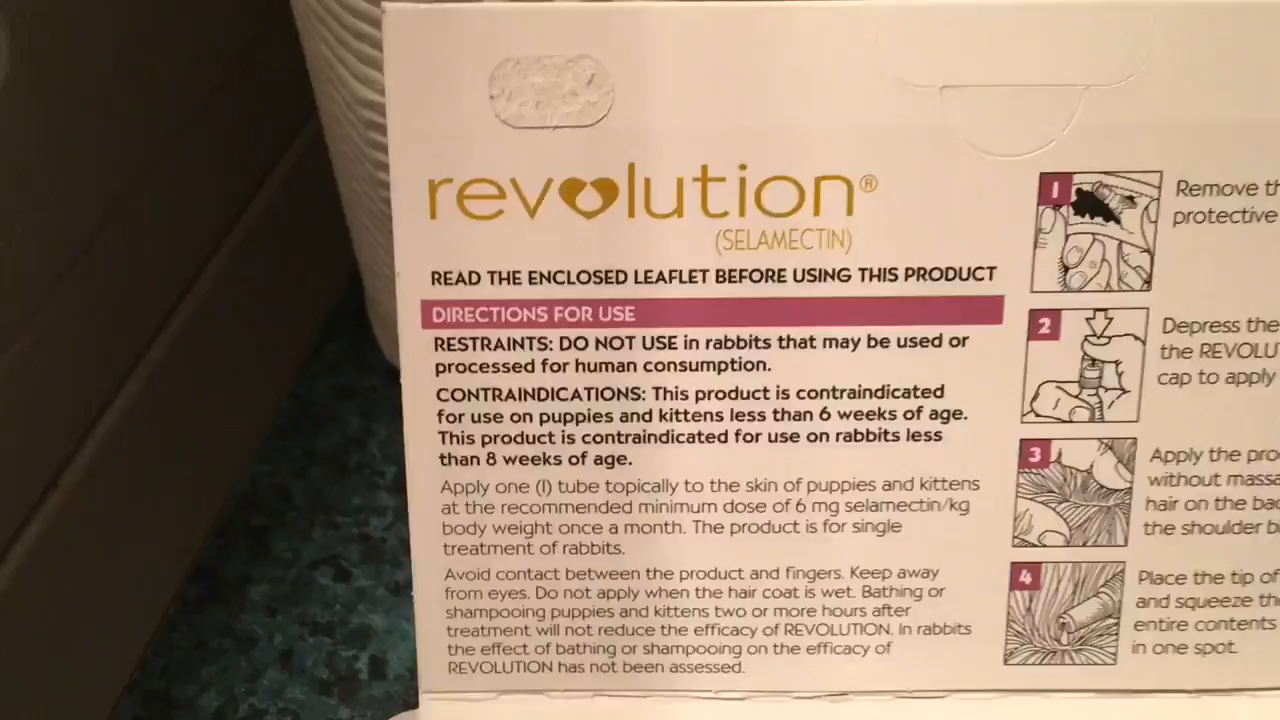 revolution®
(SELAMECTIN)
READ THE ENCLOSED LEAFLET BEFORE USING THIS PRODUCT
DIRECTIONS FOR USE
RESTRAINTS: DO NOT USE in rabbits that may be used or
processed for human consumption.
CONTRAINDICATIONS: This product is contraindicated
for use on puppies and kittens less than 6 weeks of age.
This product is contraindicated for use on rabbits less
than 8 weeks of age.
Apply one (1) tube topically to the skin of puppies and kittens
at the recommended minimum dose of 6 mg selamectin/kg
body weight once a month. The product is for single
treatment of rabbits.
Avoid contact between the product and fingers. Keep away
from eyes. Do not apply when the hair coat is wet. Bathing or
shampooing puppies and kittens two or more hours after
treatment will not reduce the efficacy of REVOLUTION. In rabbits
the effect of bathing or shampooing on the efficacy of
REVOLUTION has not been assessed.
1
Remove
protective
2
Depress the
the
cap to apply
3
Apply the
without
hair on the
the shoulder
4
Place the tip of
and squeeze
entire contents
in one spot.